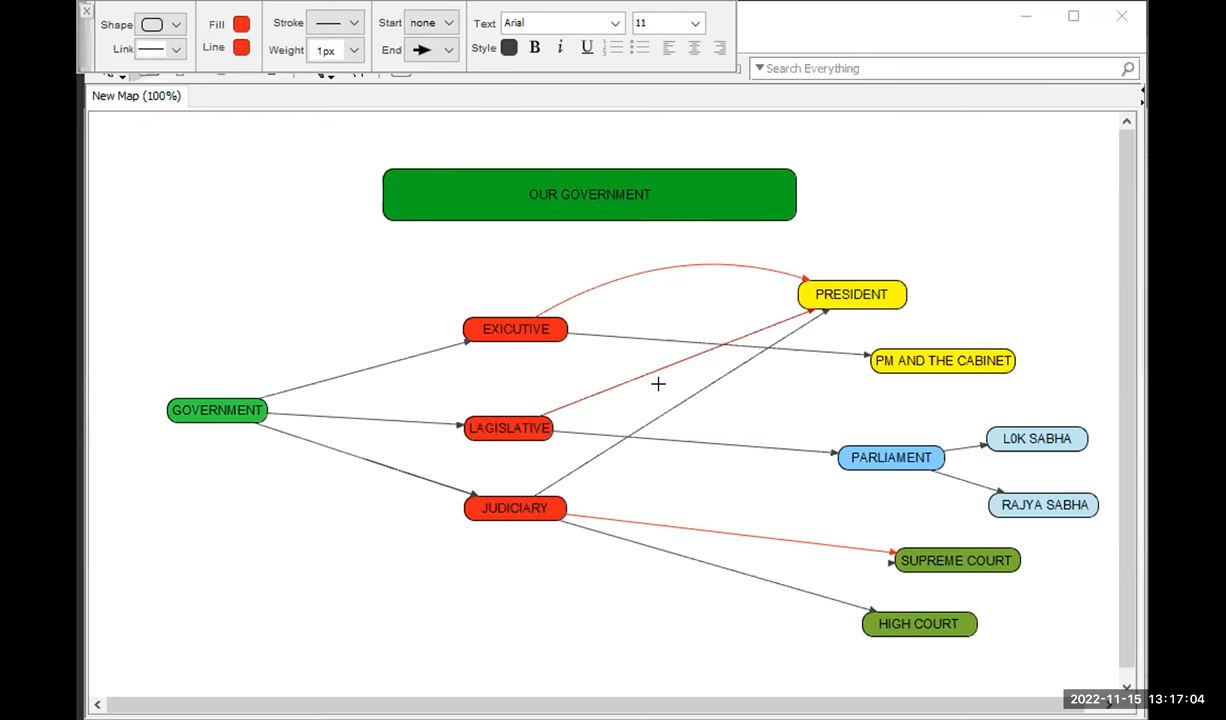 Shape Fill Stroke Start none Text Arial 11
Link Line Weight 1px End Style B i U
Search Everything
New Map (100%)
OUR GOVERNMENT
PRESIDENT
EXICUTIVE
PM AND THE CABINET
GOVERNMENT
LAGISLATIVE
L0K SABHA
PARLIAMENT
RAJYA SABHA
JUDICIARY
SUPREME COURT
HIGH COURT
2022-11-15 13:17:04